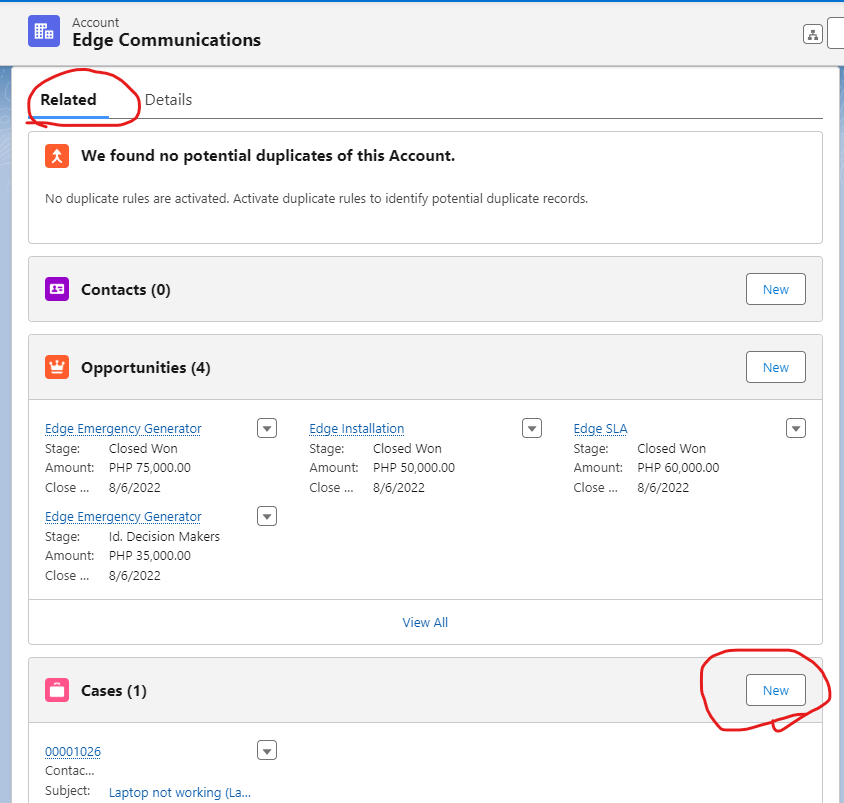 Account
Edge Communications
Related Details
We found no potential duplicates of this Account.
No duplicate rules are activated. Activate duplicate rules to identify potential duplicate records.
Contacts (0) New
Opportunities (4) New
Edge Emergency Generator Edge Installation Edge SLA
Stage: Closed Won Stage: Closed Won Stage: Closed Won
Amount: PHP 75,000.00 Amount: PHP 50,000.00 Amount: PHP 60,000.00
Close ... 8/6/2022 Close ... 8/6/2022 Close ... 8/6/2022
Edge Emergency Generator
Stage: Id. Decision Makers
Amount: PHP 35,000.00
Close ... 8/6/2022
View All
Cases (1) New
00001026
Contac...
Subject: Laptop not working (La...